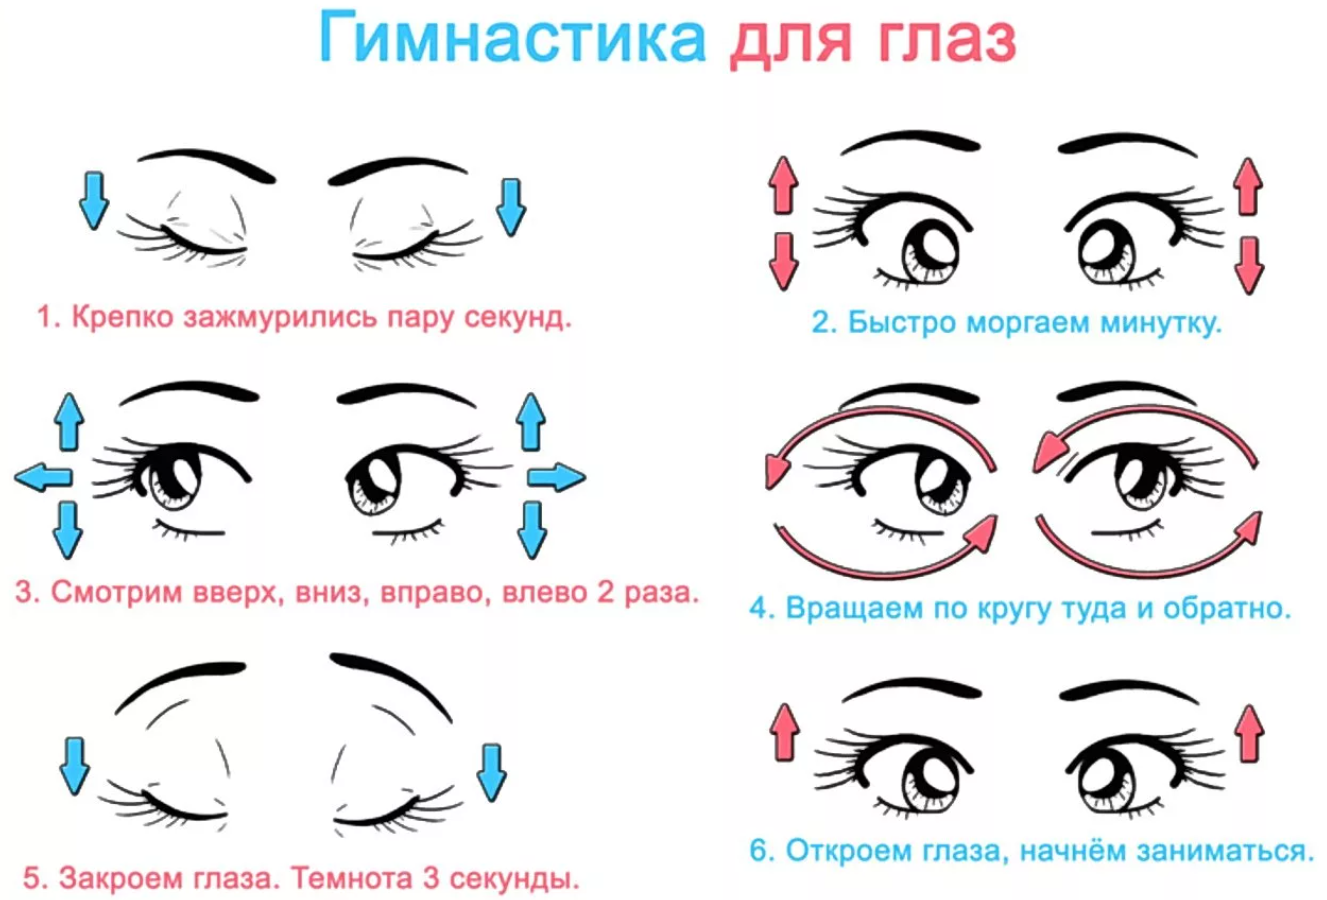 Гимнастика для глаз
1. Крепко зажмурились пару секунд.
2. Быстро моргаем минутку.
3. Смотрим вверх, вниз, вправо, влево 2 раза.
4. Вращаем по кругу туда и обратно.
5. Закроем глаза. Темнота 3 секунды.
6. Откроем глаза, начнём заниматься.